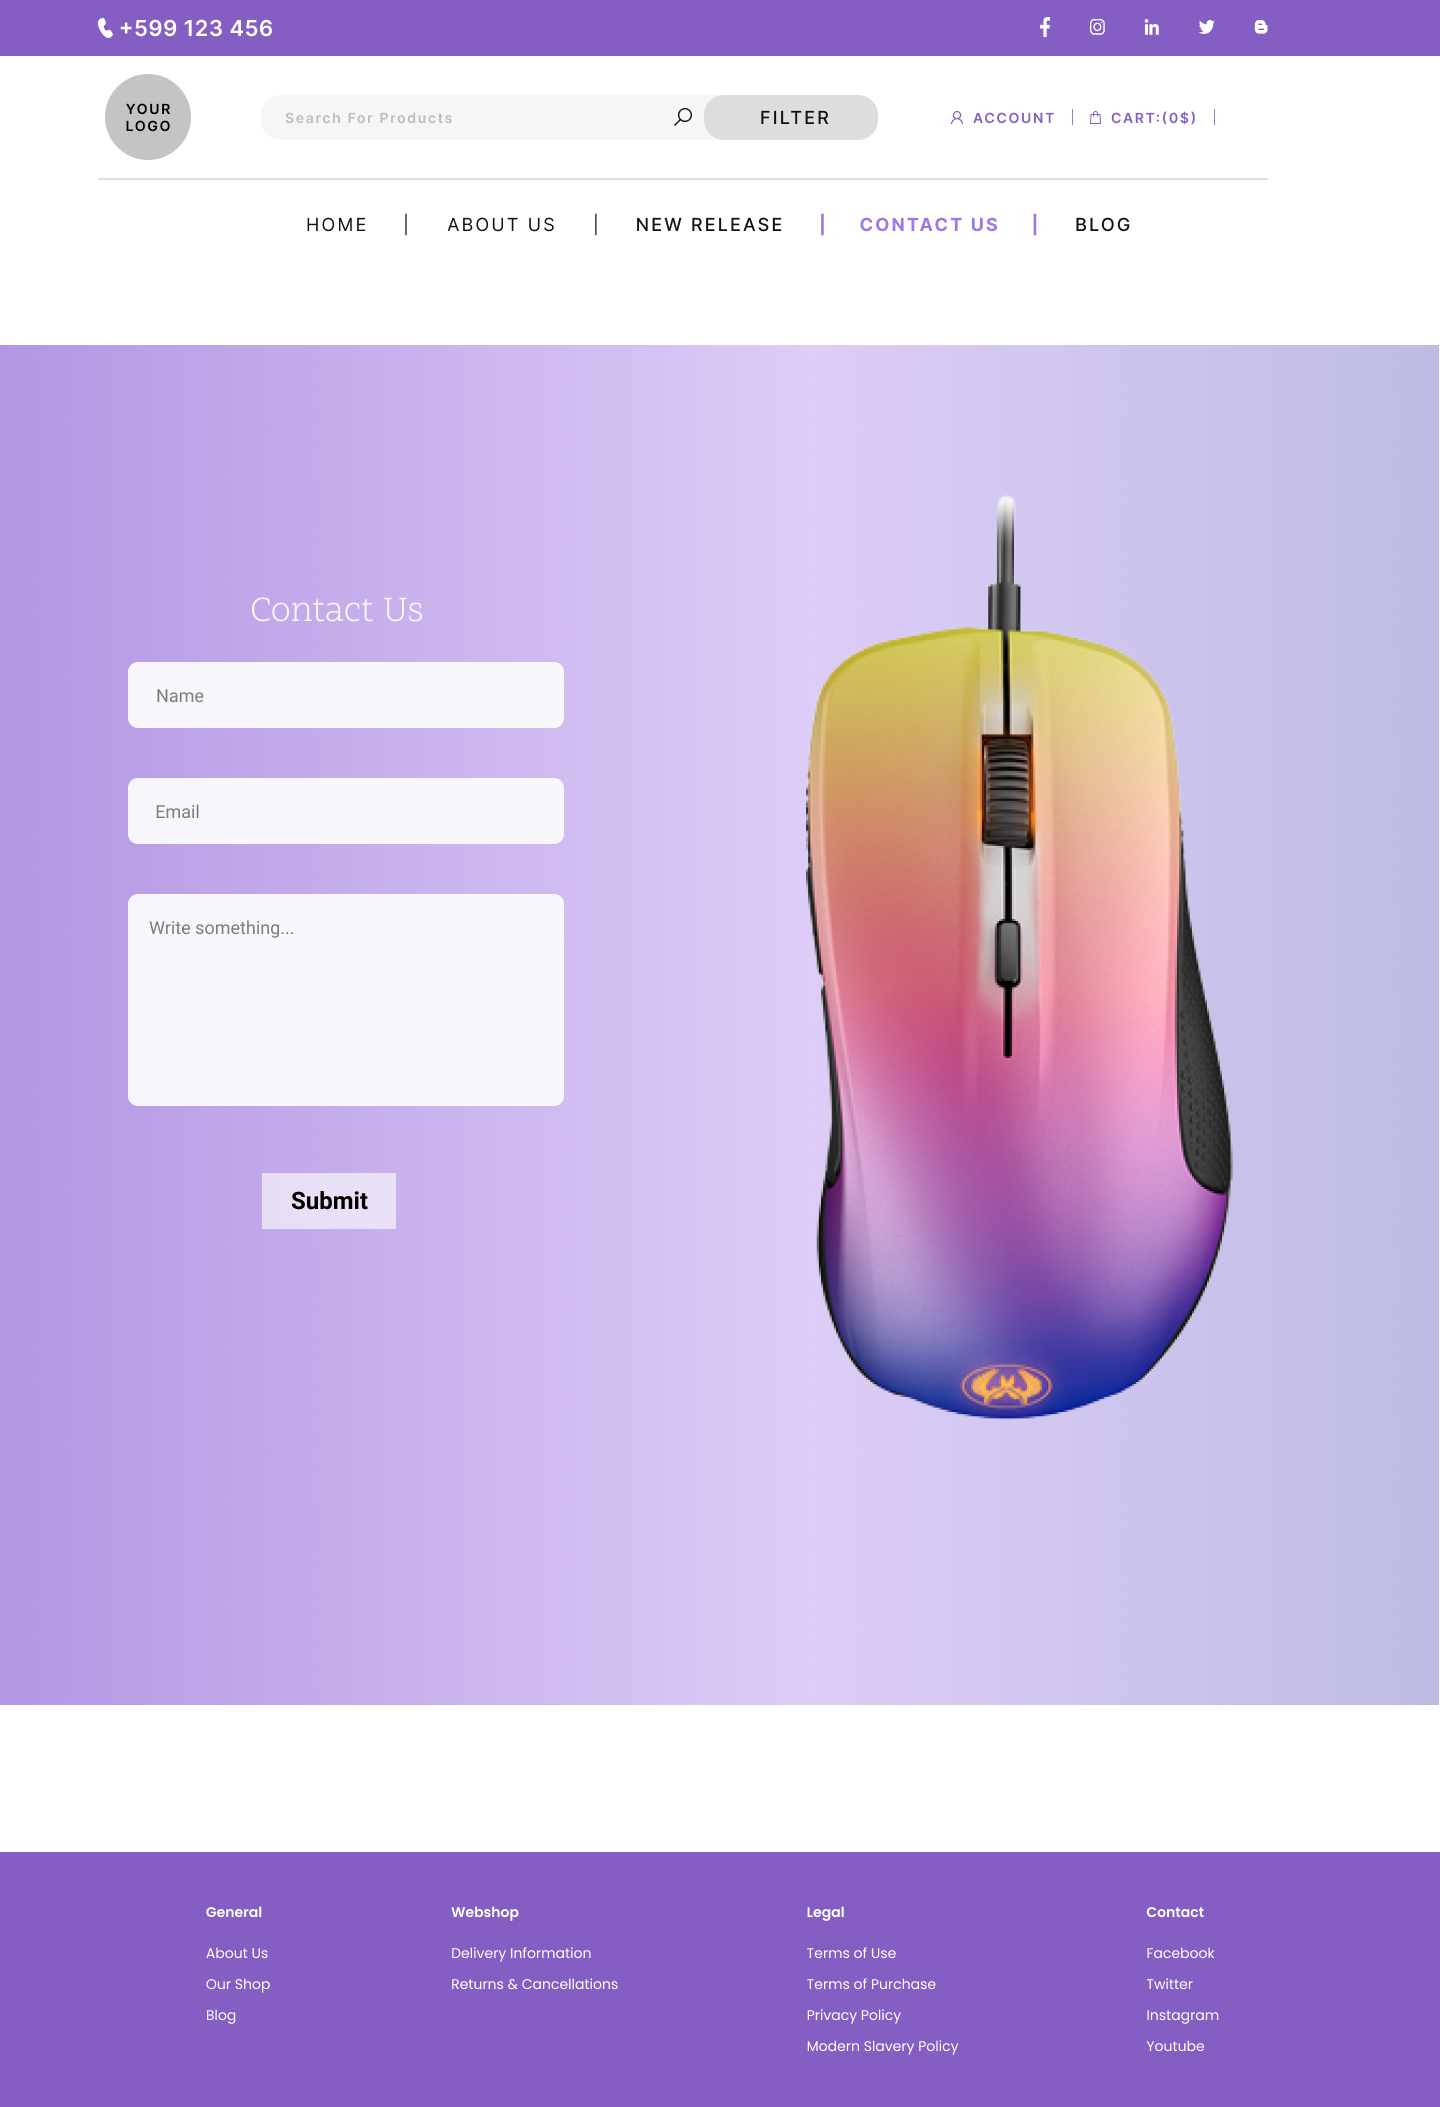 +599 123 456
YOUR
LOGO
Search For Products
FILTER
ACCOUNT
CART:(0$)
HOME | ABOUT US | NEW RELEASE | CONTACT US | BLOG
Contact Us
Name
Email
Write something...
Submit
General
About Us
Our Shop
Blog
Webshop
Delivery Information
Returns & Cancellations
Legal
Terms of Use
Terms of Purchase
Privacy Policy
Modern Slavery Policy
Contact
Facebook
Twitter
Instagram
Youtube